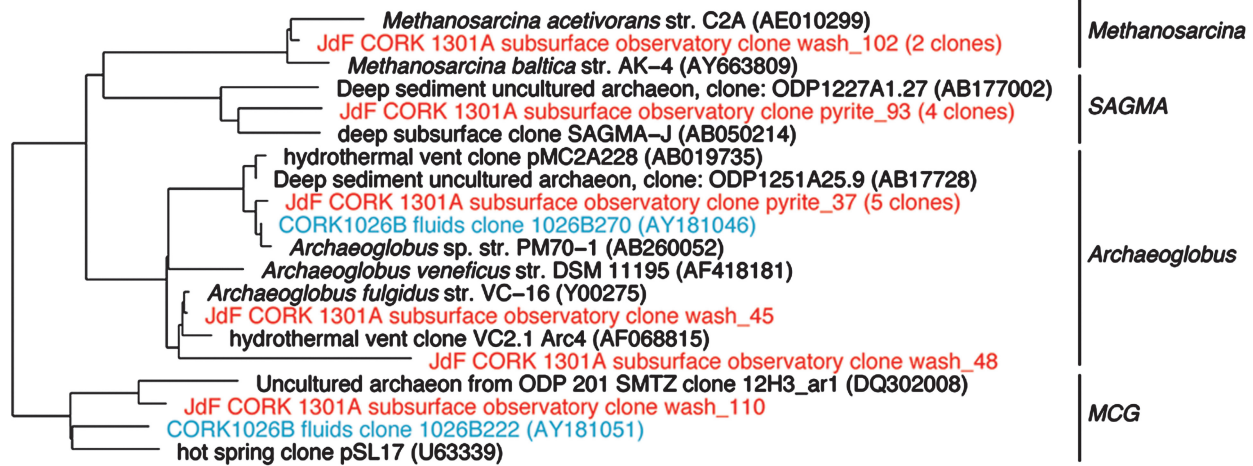 Methanosarcina acetivorans str. C2A (AE010299)
JdF CORK 1301A subsurface observatory clone wash_102 (2 clones)
Methanosarcina baltica str. AK–4 (AY663809)
Methanosarcina
Deep sediment uncultured archaeon, clone: ODP1227A1.27 (AB177002)
JdF CORK 1301A subsurface observatory clone pyrite_93 (4 clones)
deep subsurface clone SAGMA–J (AB050214)
SAGMA
hydrothermal vent clone pMC2A228 (AB019735)
Deep sediment uncultured archaeon, clone: ODP1251A25.9 (AB17728)
JdF CORK 1301A subsurface observatory clone pyrite_37 (5 clones)
CORK1026B fluids clone 1026B270 (AY181046)
Archaeoglobus sp. str. PM70–1 (AB260052)
Archaeoglobus veneficus str. DSM 11195 (AF418181)
Archaeoglobus fulgidus str. VC–16 (Y00275)
JdF CORK 1301A subsurface observatory clone wash_45
hydrothermal vent clone VC2.1 Arc4 (AF068815)
JdF CORK 1301A subsurface observatory clone wash_48
Archaeoglobus
Uncultured archaeon from ODP 201 SMTZ clone 12H3_ar1 (DQ302008)
JdF CORK 1301A subsurface observatory clone wash_110
CORK1026B fluids clone 1026B222 (AY181051)
hot spring clone pSL17 (U63339)
MCG